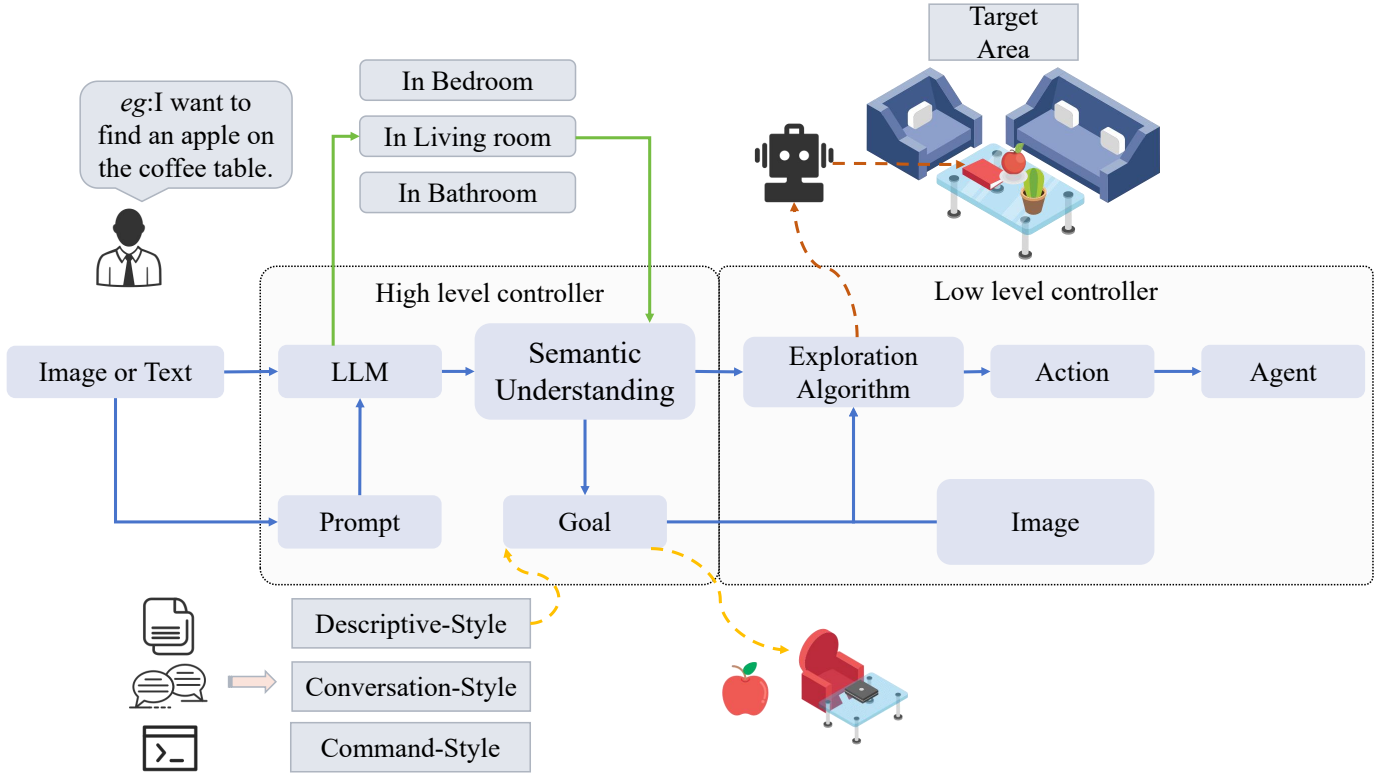 Target
Area
In Bedroom
eg:I want to
find an apple on
the coffee table.
In Living room
In Bathroom
High level controller
Low level controller
Image or Text
LLM
Semantic
Understanding
Exploration
Algorithm
Action
Agent
Prompt
Goal
Image
Descriptive-Style
Conversation-Style
Command-Style